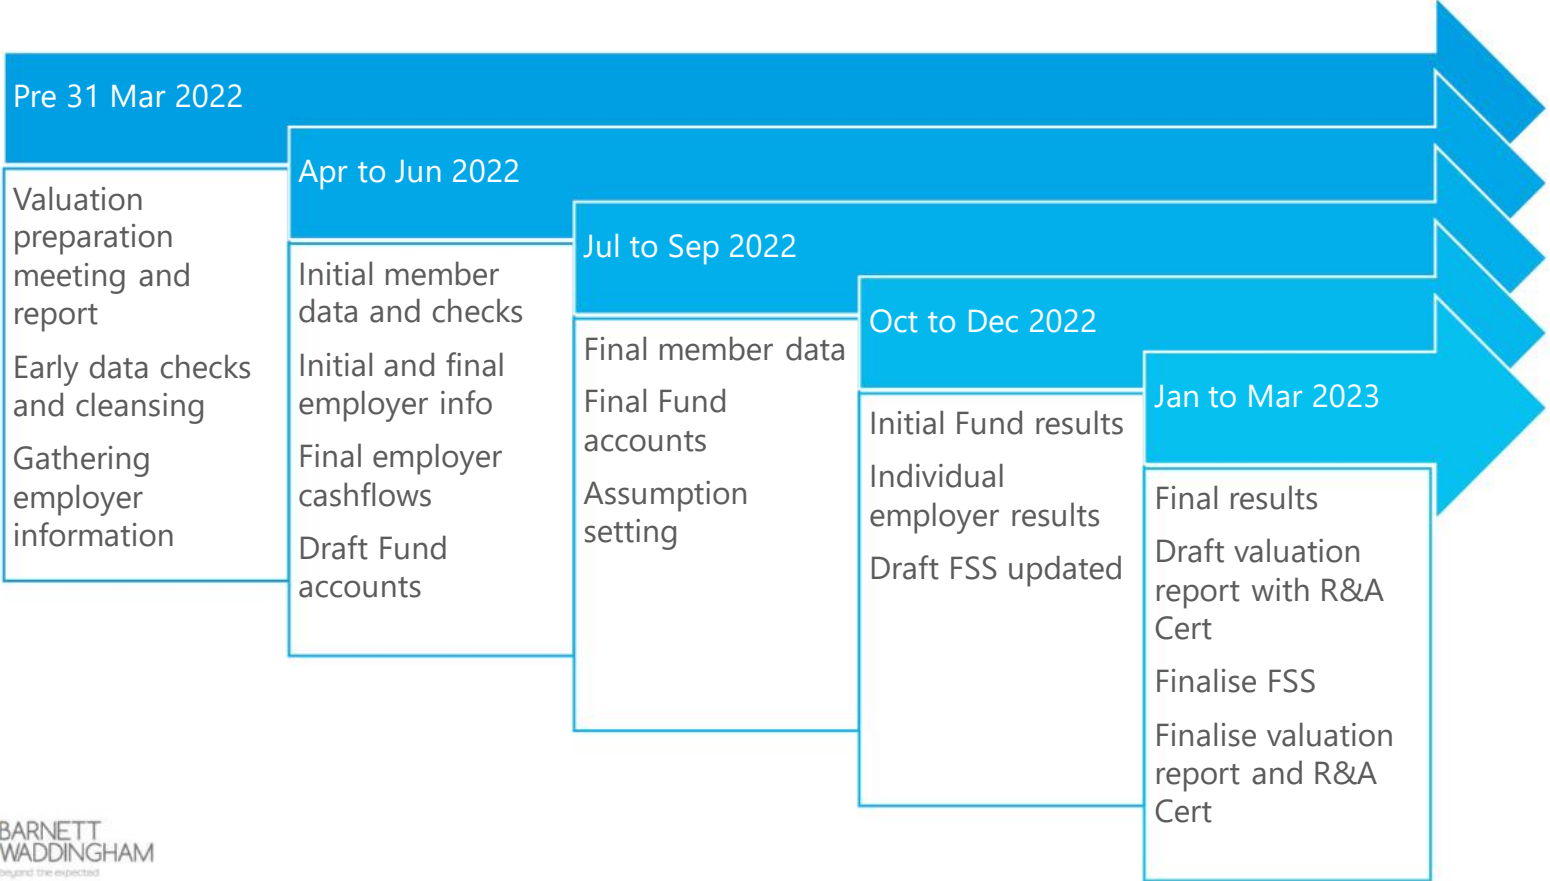 Pre 31 Mar 2022
Valuation
preparation
meeting and
report
Early data checks
and cleansing
Gathering
employer
information
Apr to Jun 2022
Initial member
data and checks
Initial and final
employer info
Final employer
cashflows
Draft Fund
accounts
Jul to Sep 2022
Final member data
Final Fund
accounts
Assumption
setting
Oct to Dec 2022
Initial Fund results
Individual
employer results
Draft FSS updated
Jan to Mar 2023
Final results
Draft valuation
report with R&A
Cert
Finalise FSS
Finalise valuation
report and R&A
Cert
BARNETT
WADDINGHAM
beyond the expected